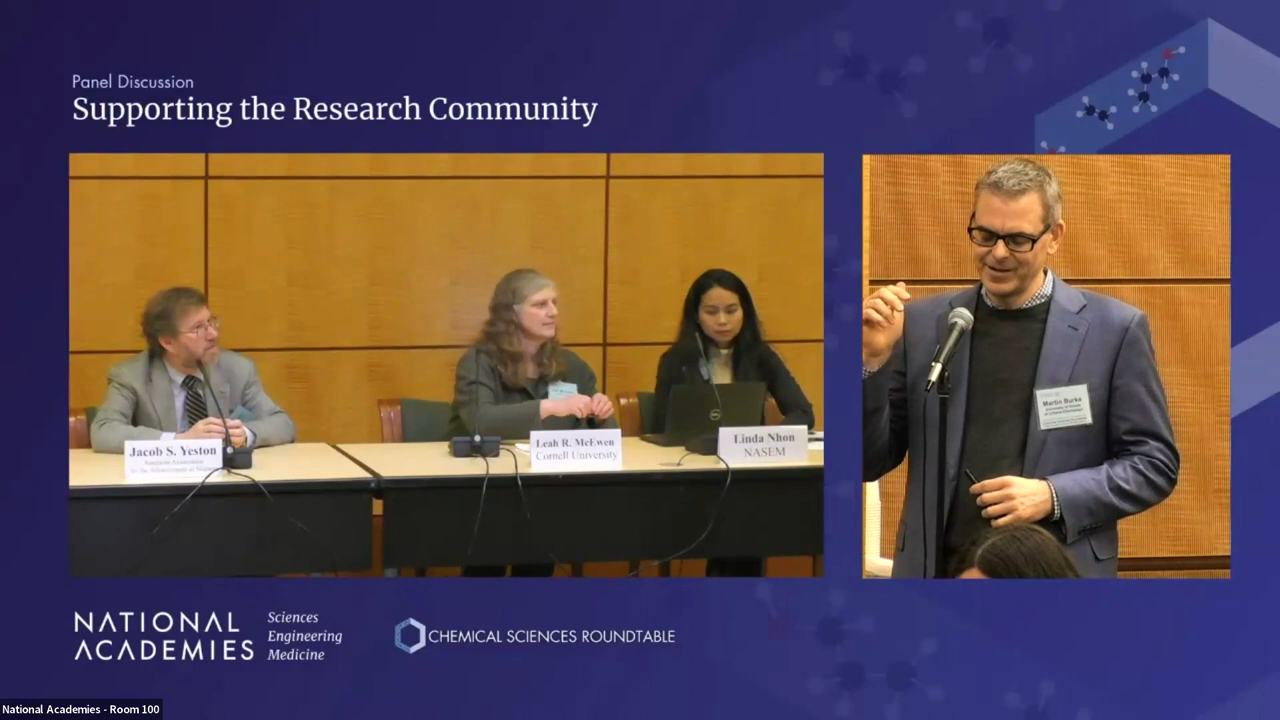 Panel Discussion
Supporting the Research Community
Jacob S. Yeston
Leah R. McEwen
Cornell University
Linda Nhon
NASEM
Martin Burke
NATIONAL
ACADEMIES
Sciences
Engineering
Medicine
CHEMICAL SCIENCES ROUNDTABLE
National Academies - Room 100